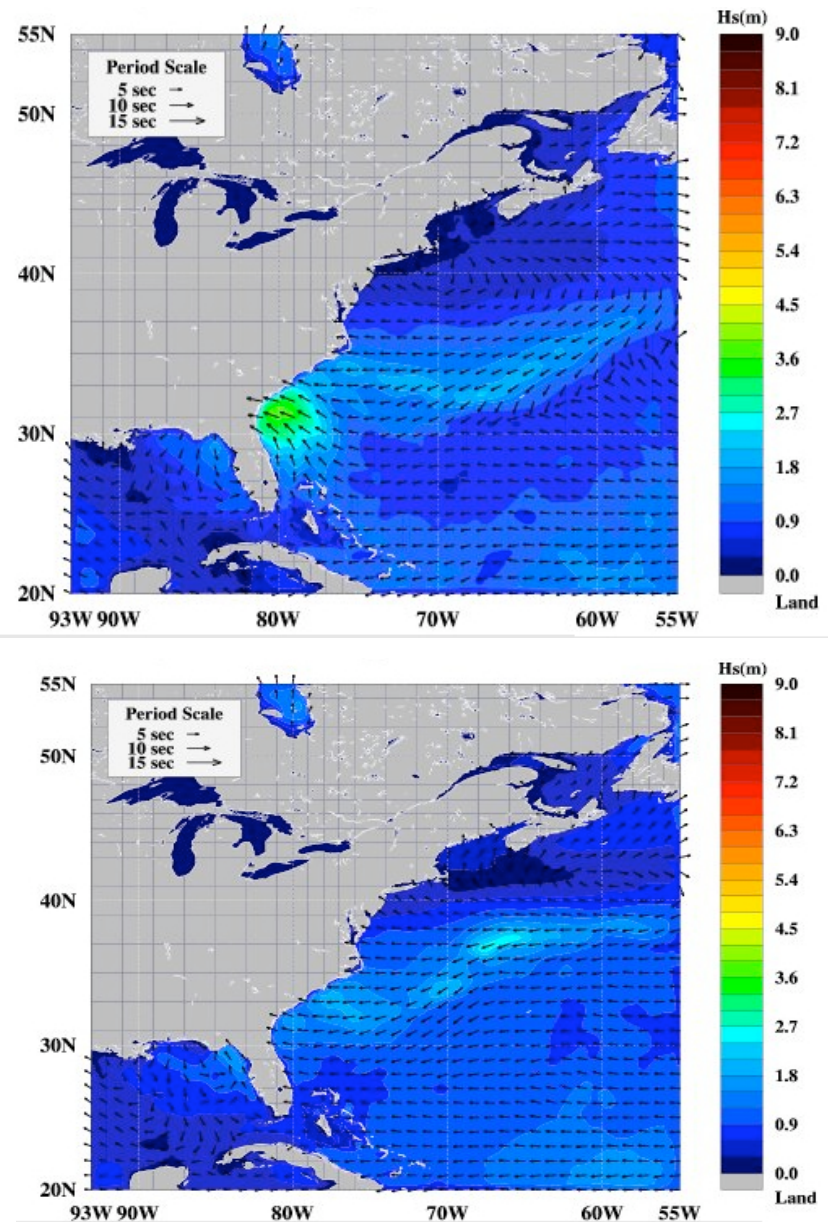 Hs(m)
55N
9.0
Period Scale
5 sec
10 sec
15 sec
8.1
50N
7.2
6.3
5.4
40N
4.5
3.6
30N
2.7
1.8
0.9
20N
0.0
Land
93W 90W 80W 70W 60W 55W
Hs(m)
55N
9.0
Period Scale
5 sec
10 sec
15 sec
8.1
50N
7.2
6.3
5.4
40N
4.5
3.6
30N
2.7
1.8
0.9
20N
0.0
Land
93W 90W 80W 70W 60W 55W